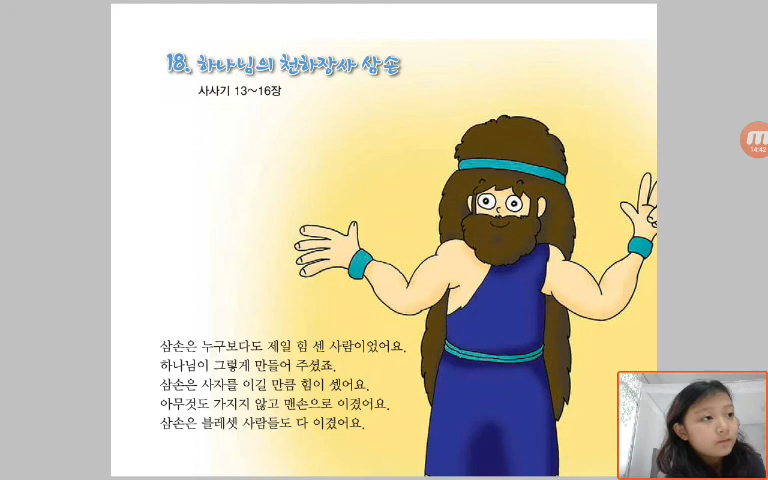 18. 하나님의 천하장사 삼손
사사기 13~16장
삼손은 누구보다도 제일 힘 센 사람이었어요.
하나님이 그렇게 만들어 주셨죠.
삼손은 사자를 이길 만큼 힘이 셌어요.
아무것도 가지지 않고 맨손으로 이겼어요.
삼손은 블레셋 사람들도 다 이겼어요.
14:42